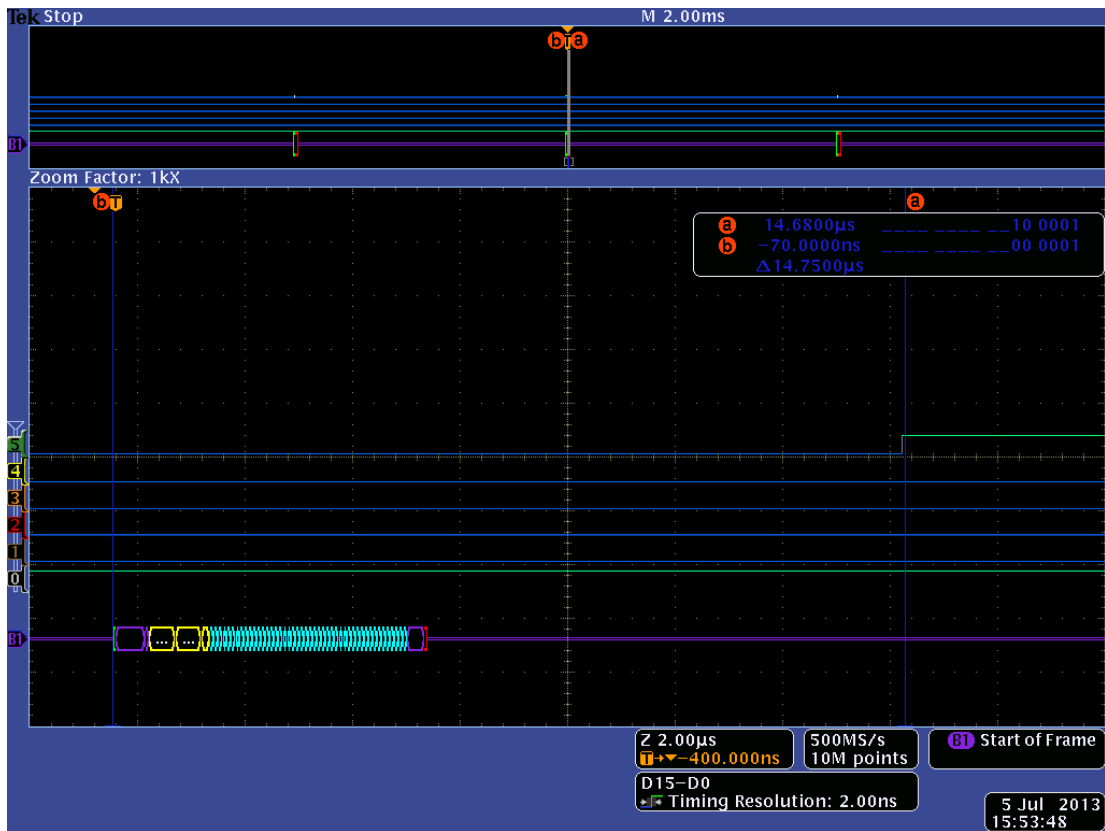 Tek Stop M 2.00ms
b T a
B1
Zoom Factor: 1kX
b T a
a 14.6800µs ____ ____ __10 0001
b -70.0000ns ____ ____ __00 0001
Δ14.7500µs
5
4
3
2
1
0
B1 ... ...
Z 2.00µs
T→▼-400.000ns
500MS/s
10M points
B1 Start of Frame
D15-D0
Timing Resolution: 2.00ns
5 Jul 2013
15:53:48